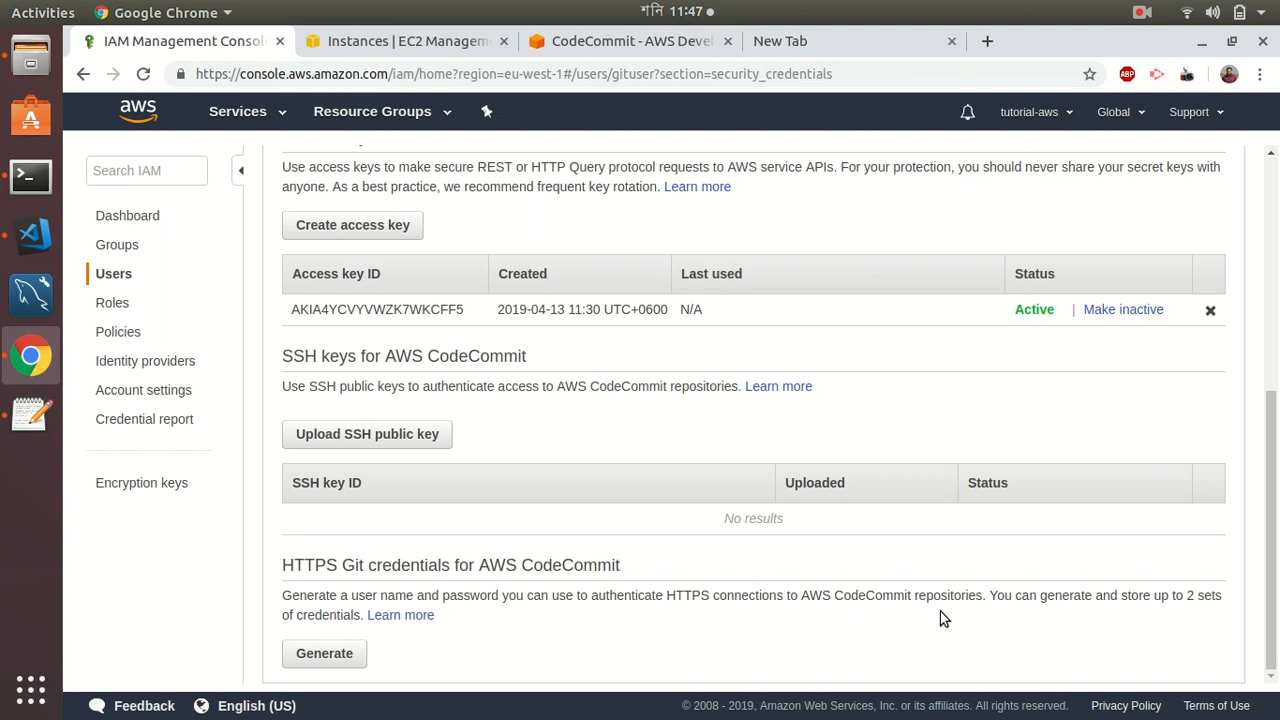 Activities
Google Chrome
শনি 11:47
IAM Management Consol
Instances | EC2 Managem
CodeCommit - AWS Deve
New Tab
https://console.aws.amazon.com/iam/home?region=eu-west-1#/users/gituser?section=security_credentials
ABP
aws
Services
Resource Groups
tutorial-aws
Global
Support
Search IAM
Dashboard
Groups
Users
Roles
Policies
Identity providers
Account settings
Credential report
Encryption keys
Use access keys to make secure REST or HTTP Query protocol requests to AWS service APIs. For your protection, you should never share your secret keys with
anyone. As a best practice, we recommend frequent key rotation. Learn more
Create access key
Access key ID Created Last used Status
AKIA4YCVYVWZK7WKCFF5 2019-04-13 11:30 UTC+0600 N/A Active | Make inactive
SSH keys for AWS CodeCommit
Use SSH public keys to authenticate access to AWS CodeCommit repositories. Learn more
Upload SSH public key
SSH key ID Uploaded Status
No results
HTTPS Git credentials for AWS CodeCommit
Generate a user name and password you can use to authenticate HTTPS connections to AWS CodeCommit repositories. You can generate and store up to 2 sets
of credentials. Learn more
Generate
Feedback
English (US)
© 2008 - 2019, Amazon Web Services, Inc. or its affiliates. All rights reserved.
Privacy Policy
Terms of Use